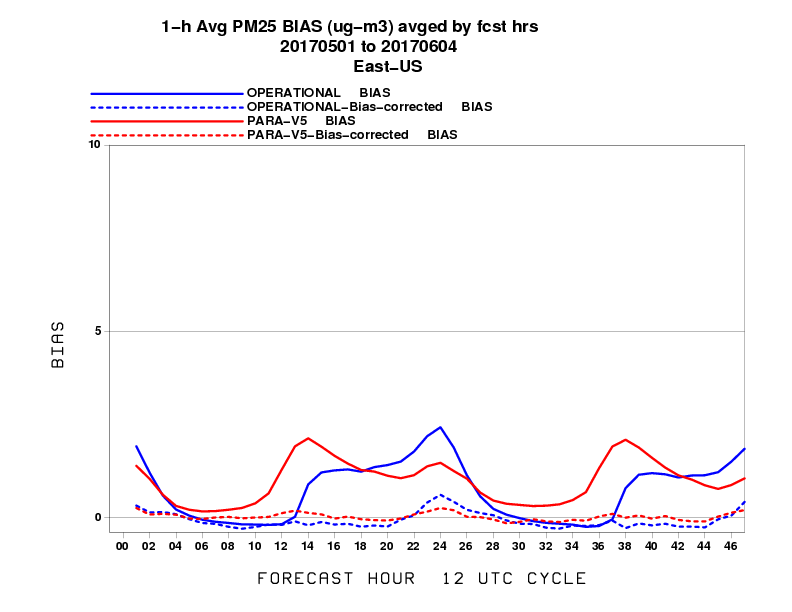 1-h Avg PM25 BIAS (ug-m3) avged by fcst hrs
20170501 to 20170604
East-US
OPERATIONAL BIAS
OPERATIONAL-Bias-corrected BIAS
PARA-V5 BIAS
PARA-V5-Bias-corrected BIAS
10
5
0
BIAS
00 02 04 06 08 10 12 14 16 18 20 22 24 26 28 30 32 34 36 38 40 42 44 46
FORECAST HOUR 12 UTC CYCLE